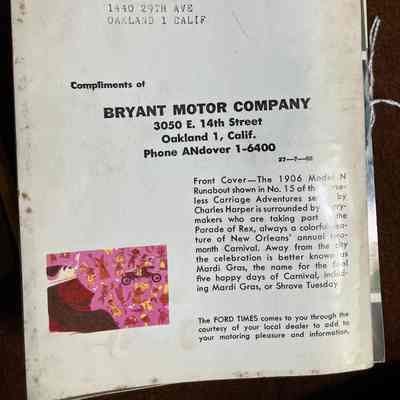 1440 29TH AVE
OAKLAND 1 CALIF
Compliments of
BRYANT MOTOR COMPANY
3050 E. 14th Street
Oakland 1, Calif.
Phone ANdover 1-6400
Front Cover—The 1906 Model N
Runabout shown in No. 15 of the
less Carriage Adventures
Charles Harper is surrounded by
makers who are taking part
Parade of Rex, always a colorful
ture of New Orleans' annual
month Carnival. Away from the city
the celebration is better known as
Mardi Gras, the name for the
five happy days of Carnival,
ing Mardi Gras, or Shrove Tuesday
The FORD TIMES comes to you through the
courtesy of your local dealer to add to
your motoring pleasure and information.